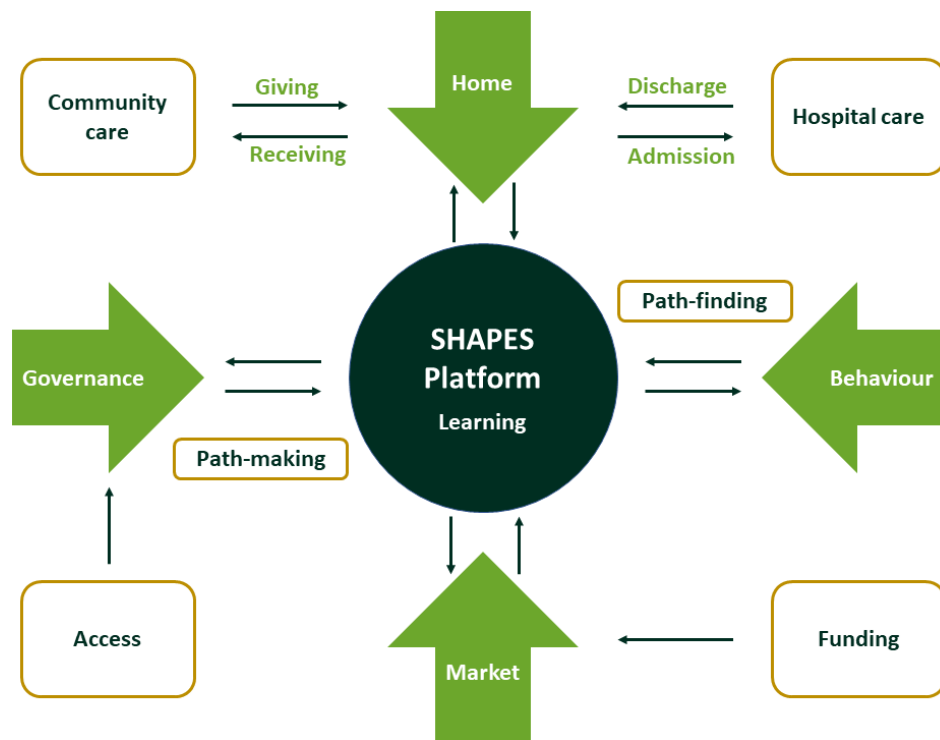 Community
care
Giving
Receiving
Home
Discharge
Admission
Hospital care
Governance
Path-making
SHAPES
Platform
Learning
Path-finding
Behaviour
Access
Market
Funding